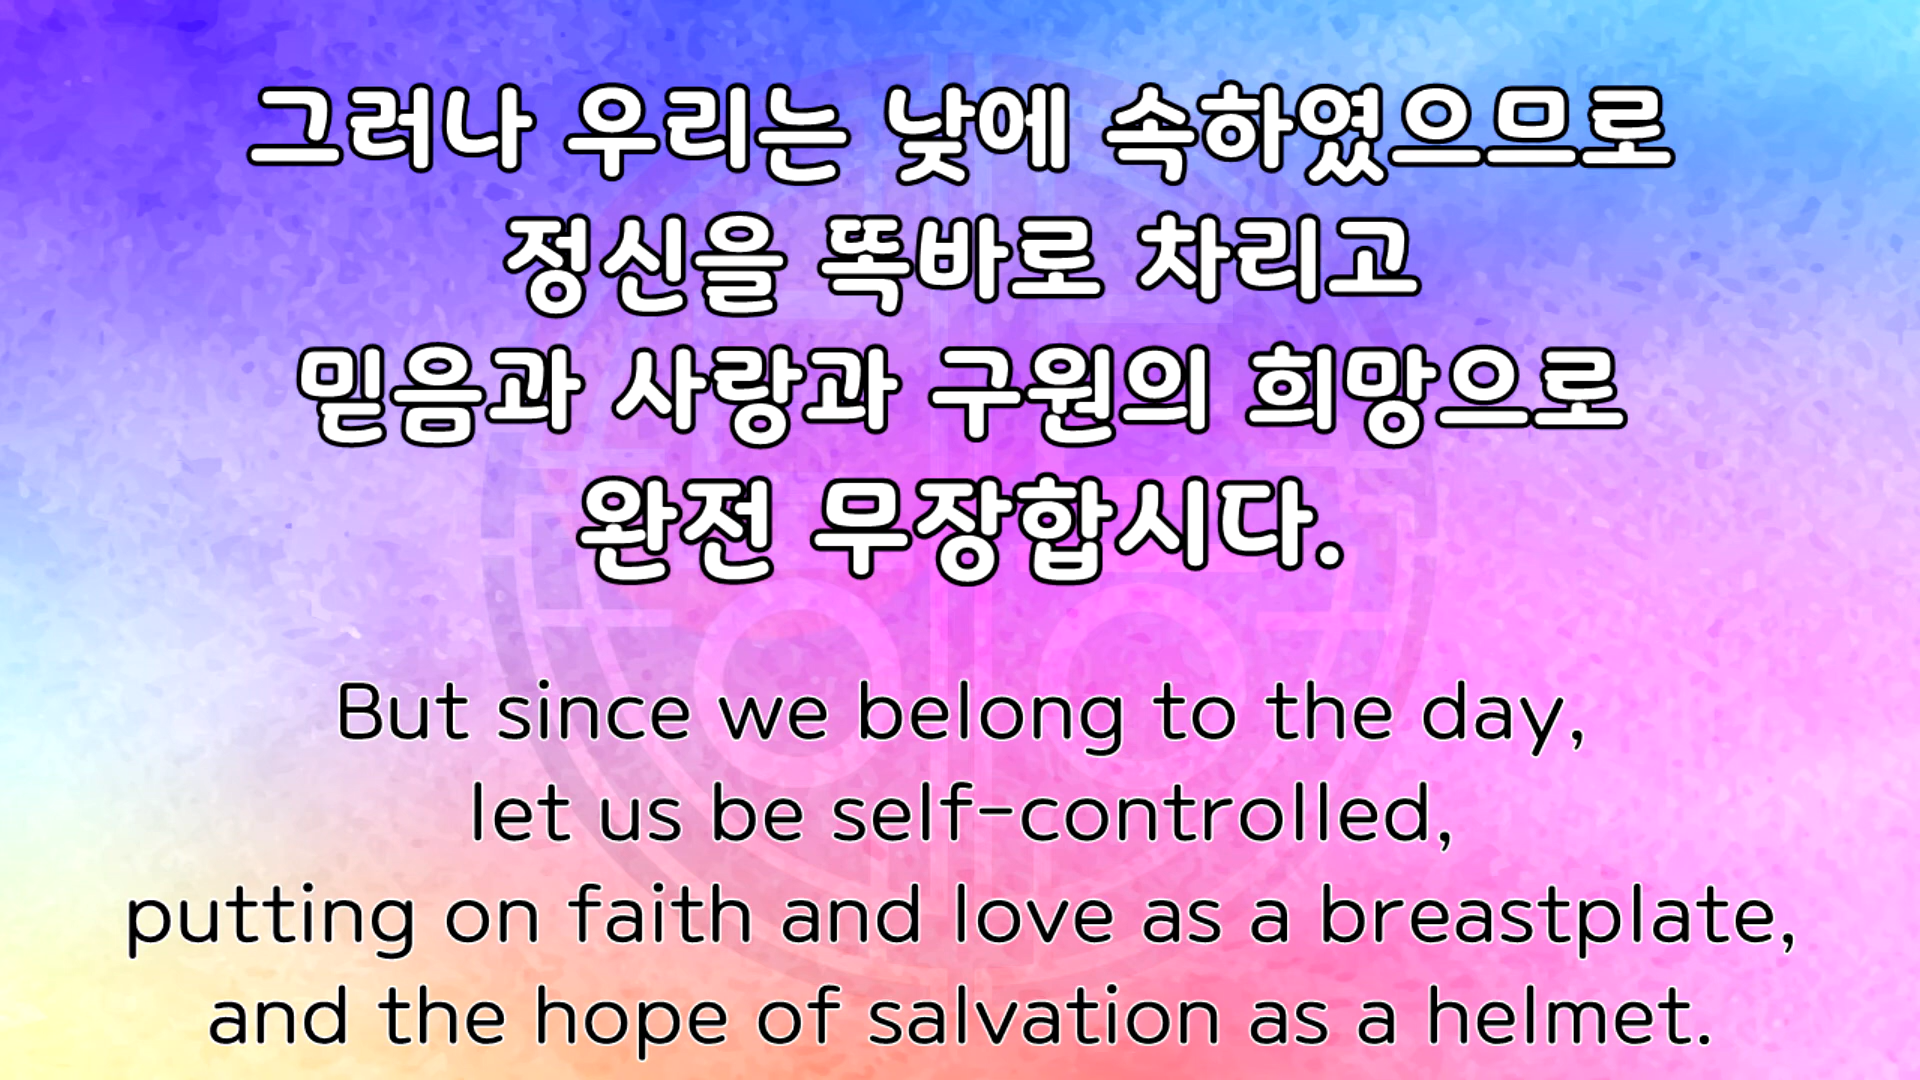 그러나 우리는 낮에 속하였으므로
정신을 똑바로 차리고
믿음과 사랑과 구원의 희망으로
완전 무장합시다.
But since we belong to the day,
let us be self-controlled,
putting on faith and love as a breastplate,
and the hope of salvation as a helmet.